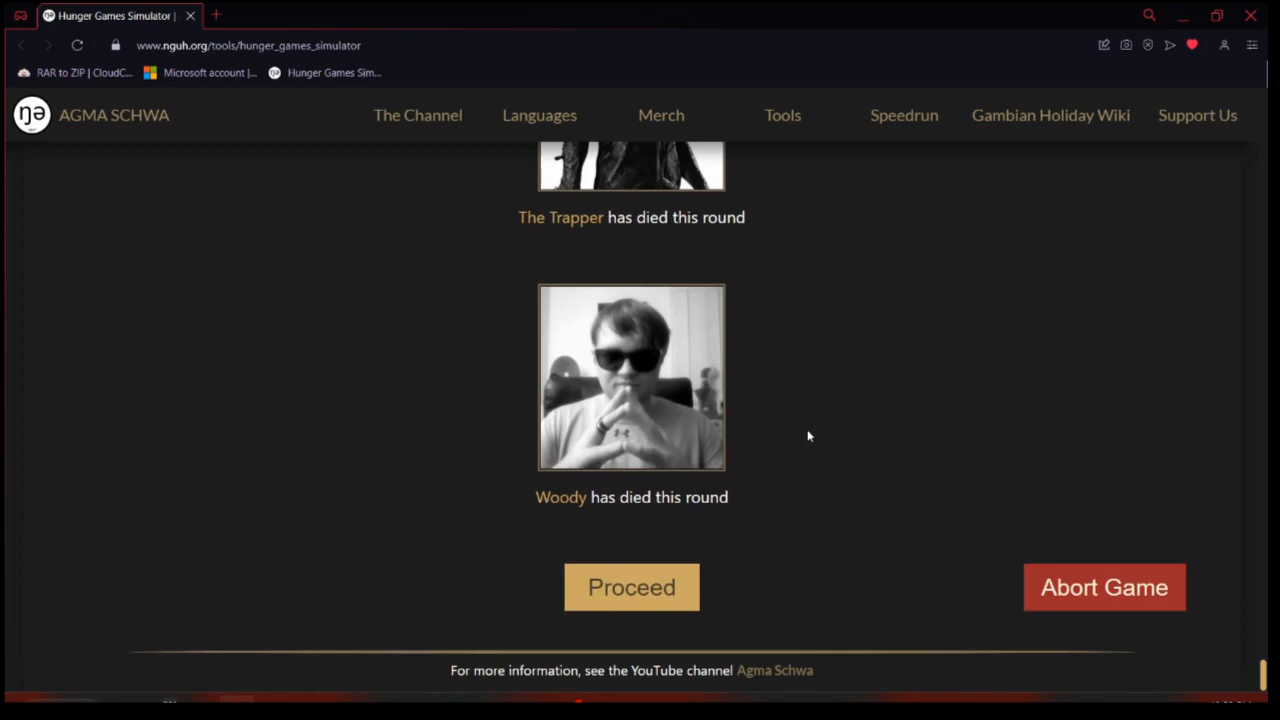 Hunger Games Simulator |
www.nguh.org/tools/hunger_games_simulator
RAR to ZIP | CloudC... Microsoft account |... Hunger Games Sim...
ŋə AGMA SCHWA The Channel Languages Merch Tools Speedrun Gambian Holiday Wiki Support Us
The Trapper has died this round
Woody has died this round
Proceed Abort Game
For more information, see the YouTube channel Agma Schwa